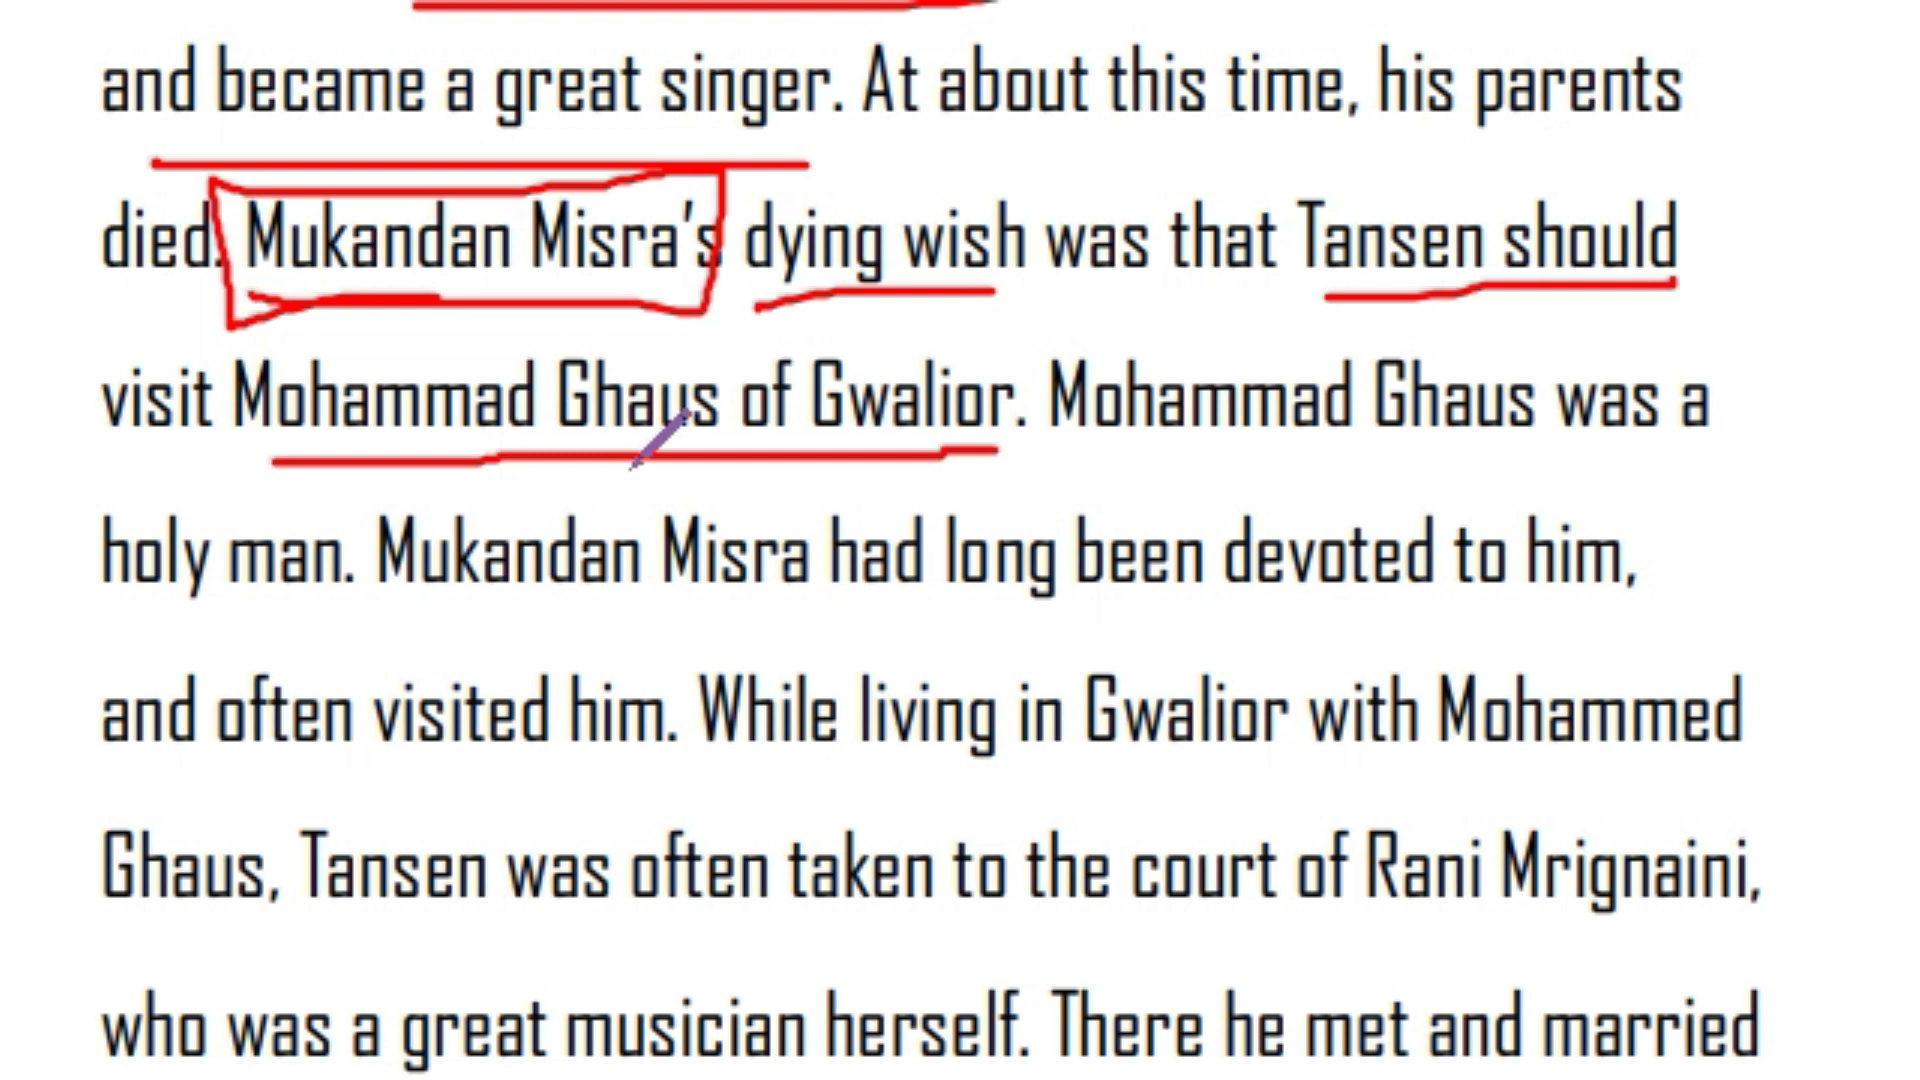 and became a great singer. At about this time, his parents
died. Mukandan Misra's dying wish was that Tansen should
visit Mohammad Ghaus of Gwalior. Mohammad Ghaus was a
holy man. Mukandan Misra had long been devoted to him,
and often visited him. While living in Gwalior with Mohammed
Ghaus, Tansen was often taken to the court of Rani Mrignaini,
who was a great musician herself. There he met and married